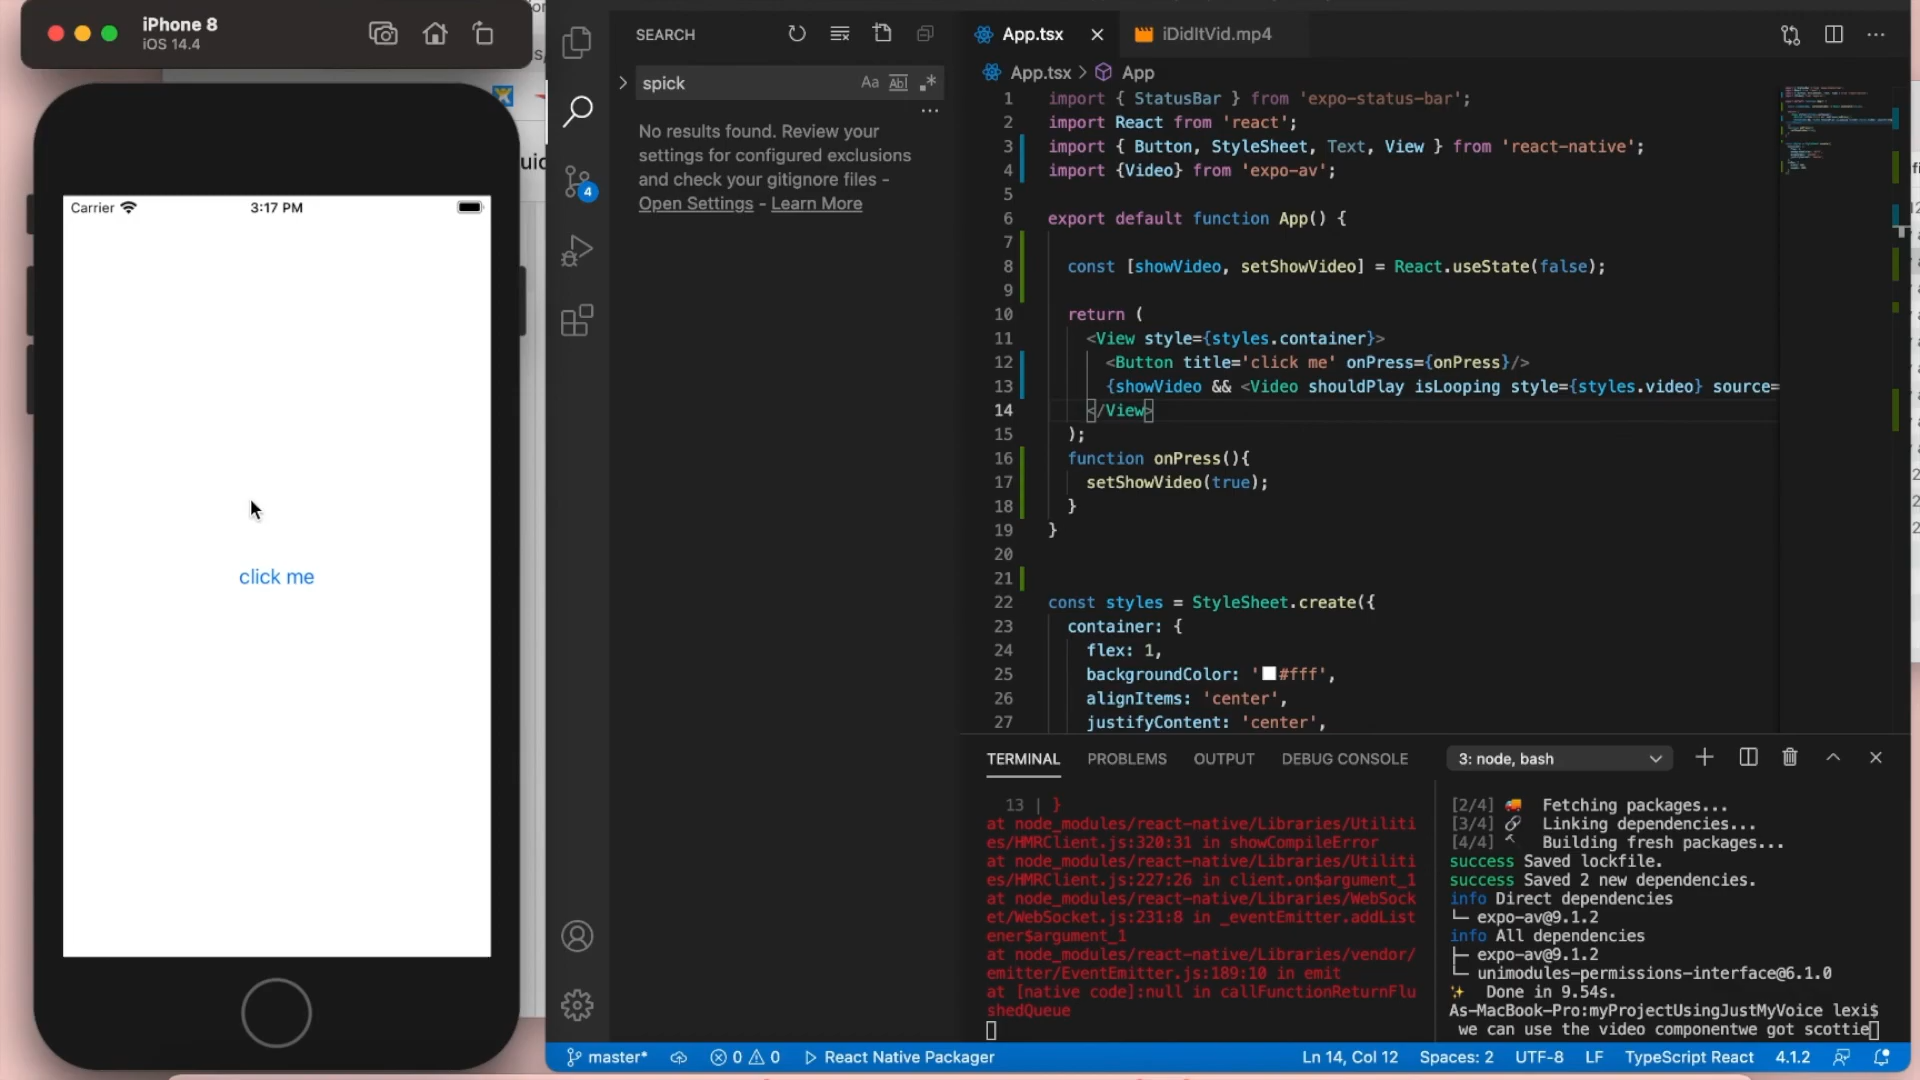 iPhone 8
iOS 14.4
Carrier
3:17 PM
click me
SEARCH
spick
Aa
No results found. Review your
settings for configured exclusions
and check your gitignore files -
Open Settings - Learn More
4
App.tsx
iDidItVid.mp4
App.tsx > App
1 import { StatusBar } from 'expo-status-bar';
2 import React from 'react';
3 import { Button, StyleSheet, Text, View } from 'react-native';
4 import {Video} from 'expo-av';
5
6 export default function App() {
7
8 const [showVideo, setShowVideo] = React.useState(false);
9
10 return (
11 <View style={styles.container}>
12 <Button title='click me' onPress={onPress}/>
13 {showVideo && <Video shouldPlay isLooping style={styles.video} source=
14 </View>
15 );
16 function onPress(){
17 setShowVideo(true);
18 }
19 }
20
21
22 const styles = StyleSheet.create({
23 container: {
24 flex: 1,
25 backgroundColor: '#fff',
26 alignItems: 'center',
27 justifyContent: 'center',
TERMINAL PROBLEMS OUTPUT DEBUG CONSOLE
3: node, bash
13 | }
at node_modules/react-native/Libraries/Utiliti
es/HMRClient.js:320:31 in showCompileError
at node_modules/react-native/Libraries/Utiliti
es/HMRClient.js:227:26 in client.on$argument_1
at node_modules/react-native/Libraries/WebSock
et/WebSocket.js:231:8 in _eventEmitter.addList
ener$argument_1
at node_modules/react-native/Libraries/vendor/
emitter/EventEmitter.js:189:10 in emit
at [native code]:null in callFunctionReturnFlu
shedQueue
[2/4] Fetching packages...
[3/4] Linking dependencies...
[4/4] Building fresh packages...
success Saved lockfile.
success Saved 2 new dependencies.
info Direct dependencies
└─ expo-av@9.1.2
info All dependencies
├─ expo-av@9.1.2
└─ unimodules-permissions-interface@6.1.0
Done in 9.54s.
As-MacBook-Pro:myProjectUsingJustMyVoice lexi$
we can use the video componentwe got scottie
master*
0 0
React Native Packager
Ln 14, Col 12
Spaces: 2
UTF-8
LF
TypeScript React
4.1.2